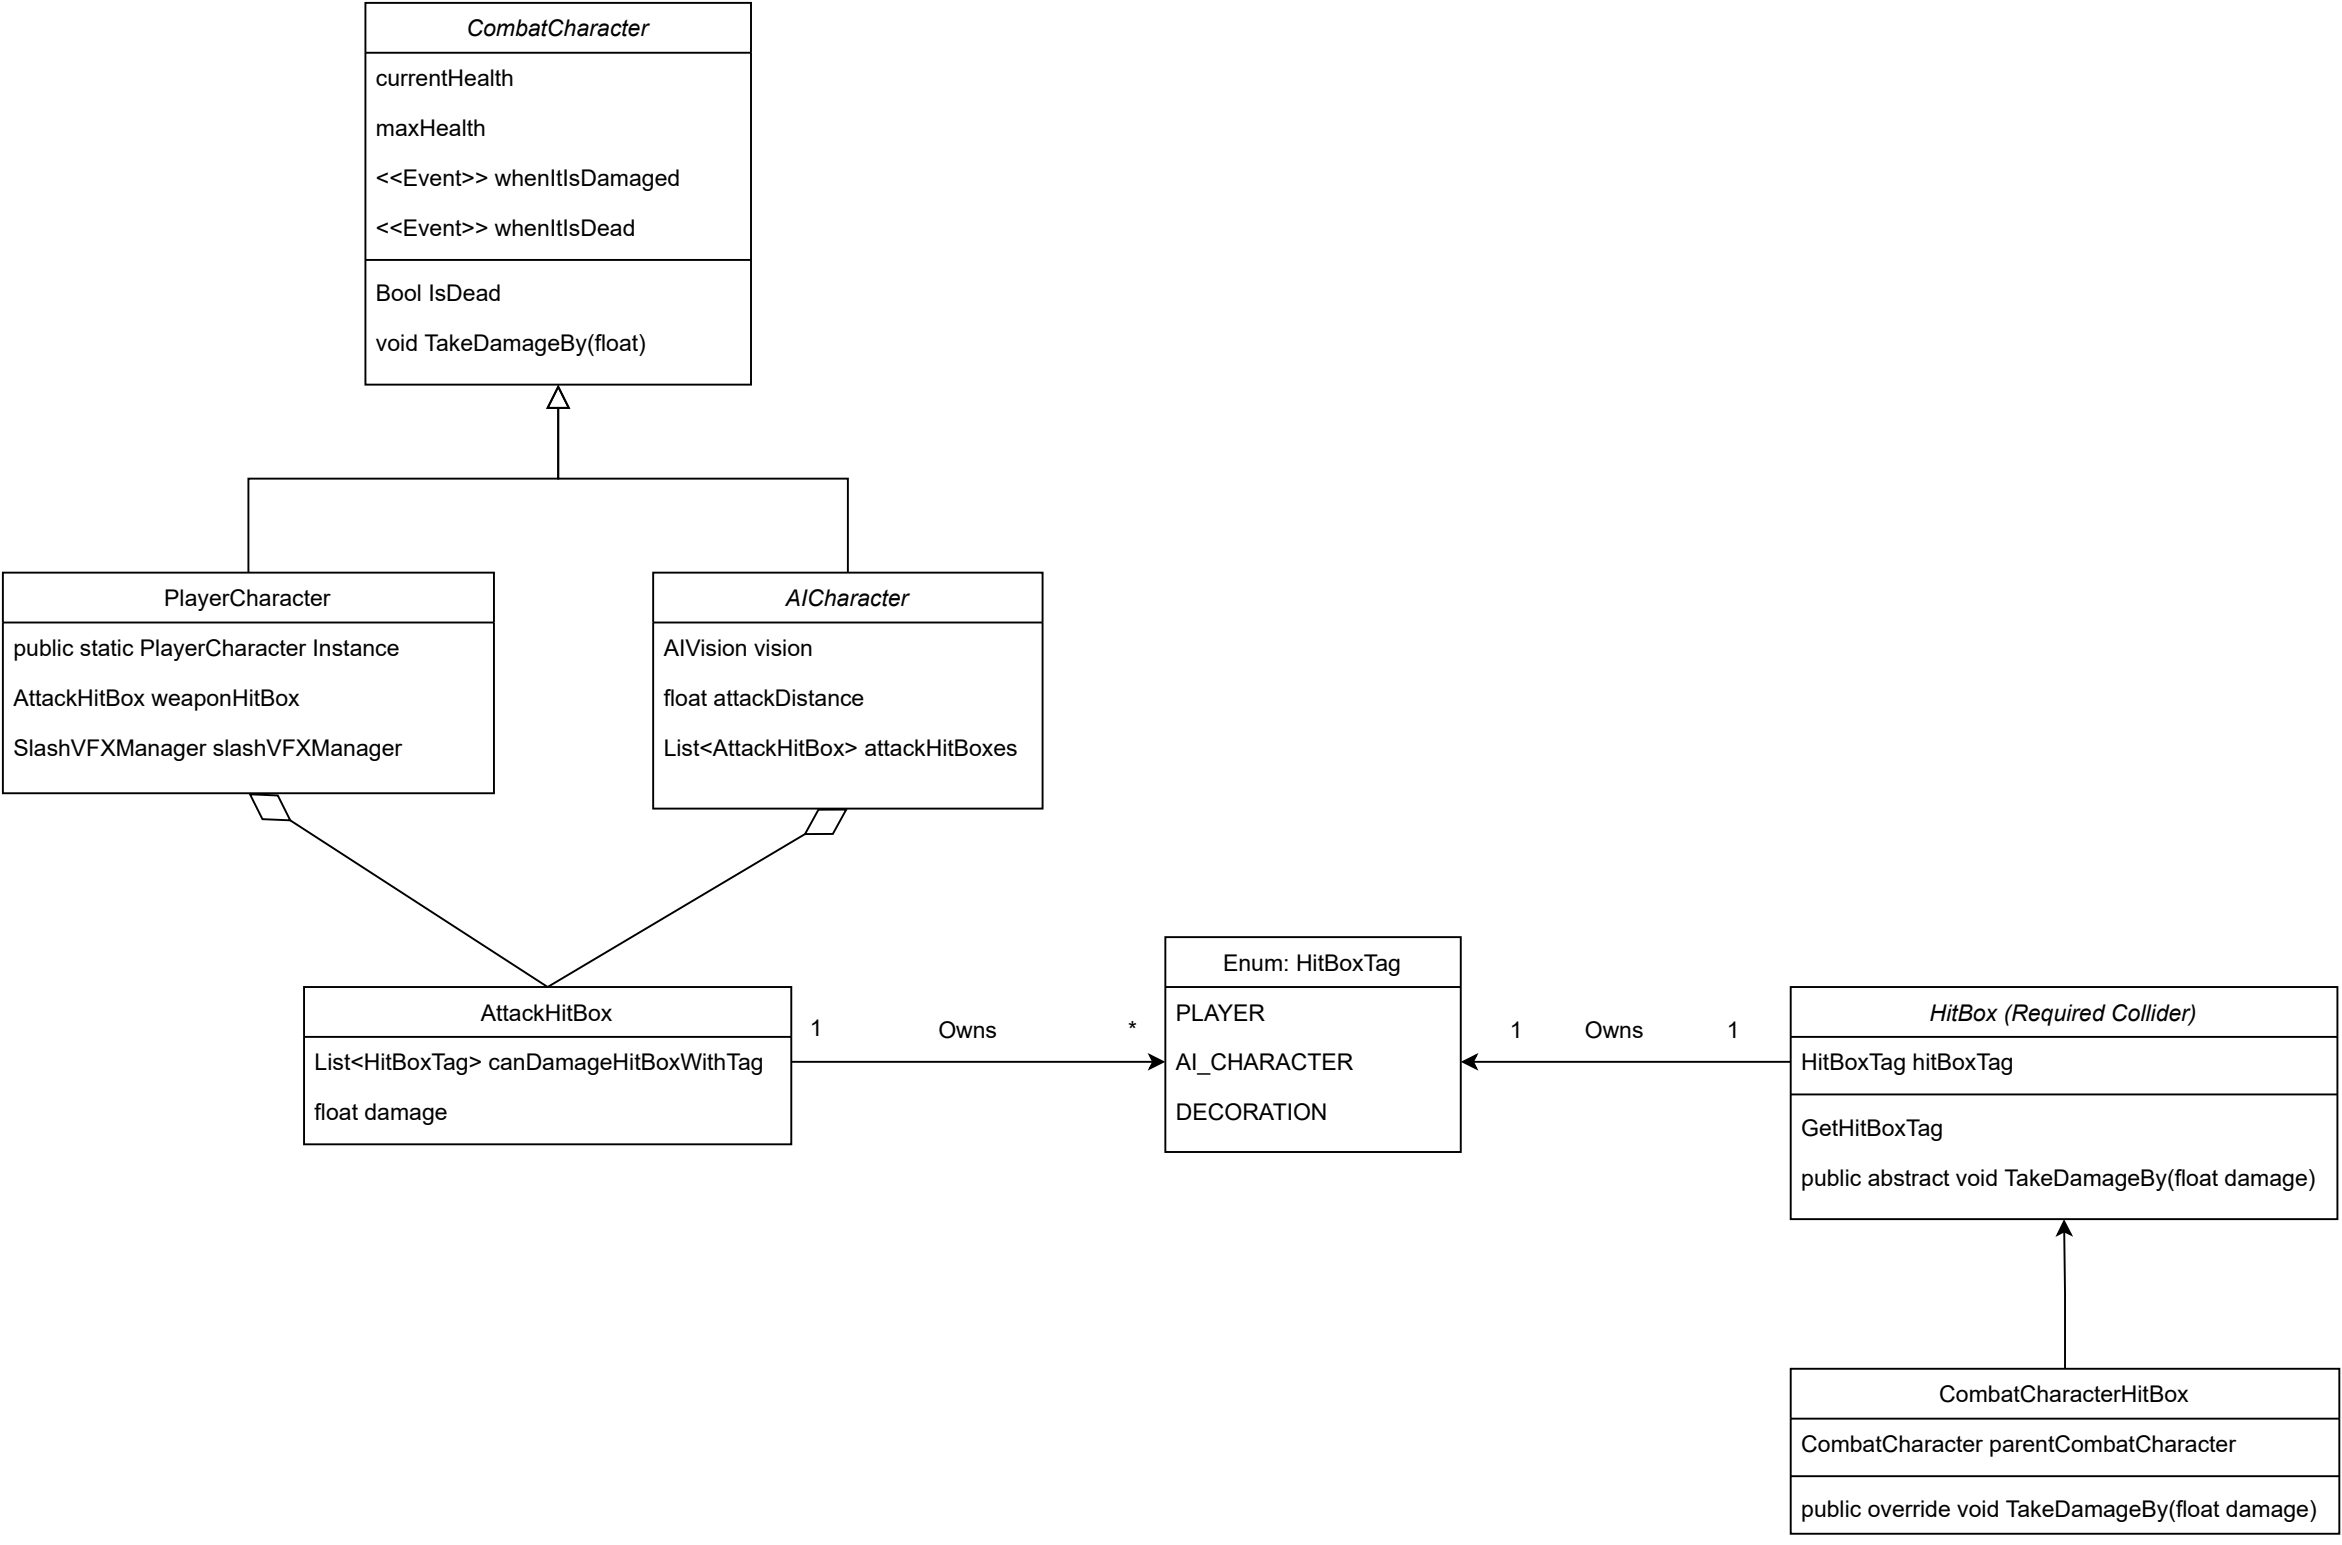 CombatCharacter
currentHealth
maxHealth
<<Event>> whenItIsDamaged
<<Event>> whenItIsDead
Bool IsDead
void TakeDamageBy(float)
PlayerCharacter
public static PlayerCharacter Instance
AttackHitBox weaponHitBox
SlashVFXManager slashVFXManager
AICharacter
AIVision vision
float attackDistance
List<AttackHitBox> attackHitBoxes
AttackHitBox
List<HitBoxTag> canDamageHitBoxWithTag
float damage
1 Owns *
Enum: HitBoxTag
PLAYER
AI_CHARACTER
DECORATION
1 Owns 1
HitBox (Required Collider)
HitBoxTag hitBoxTag
GetHitBoxTag
public abstract void TakeDamageBy(float damage)
CombatCharacterHitBox
CombatCharacter parentCombatCharacter
public override void TakeDamageBy(float damage)